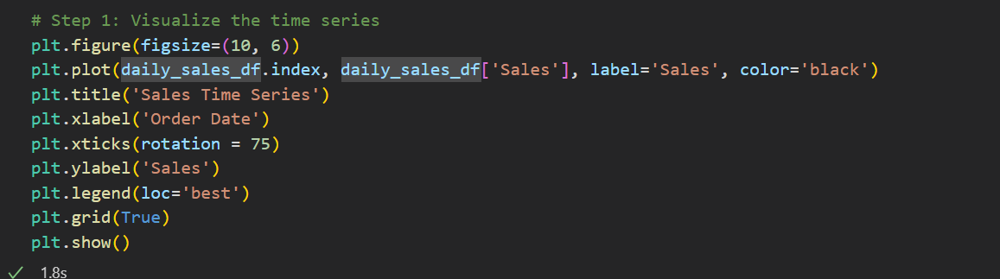 # Step 1: Visualize the time series
plt.figure(figsize=(10, 6))
plt.plot(daily_sales_df.index, daily_sales_df['Sales'], label='Sales', color='black')
plt.title('Sales Time Series')
plt.xlabel('Order Date')
plt.xticks(rotation = 75)
plt.ylabel('Sales')
plt.legend(loc='best')
plt.grid(True)
plt.show()
1.8s